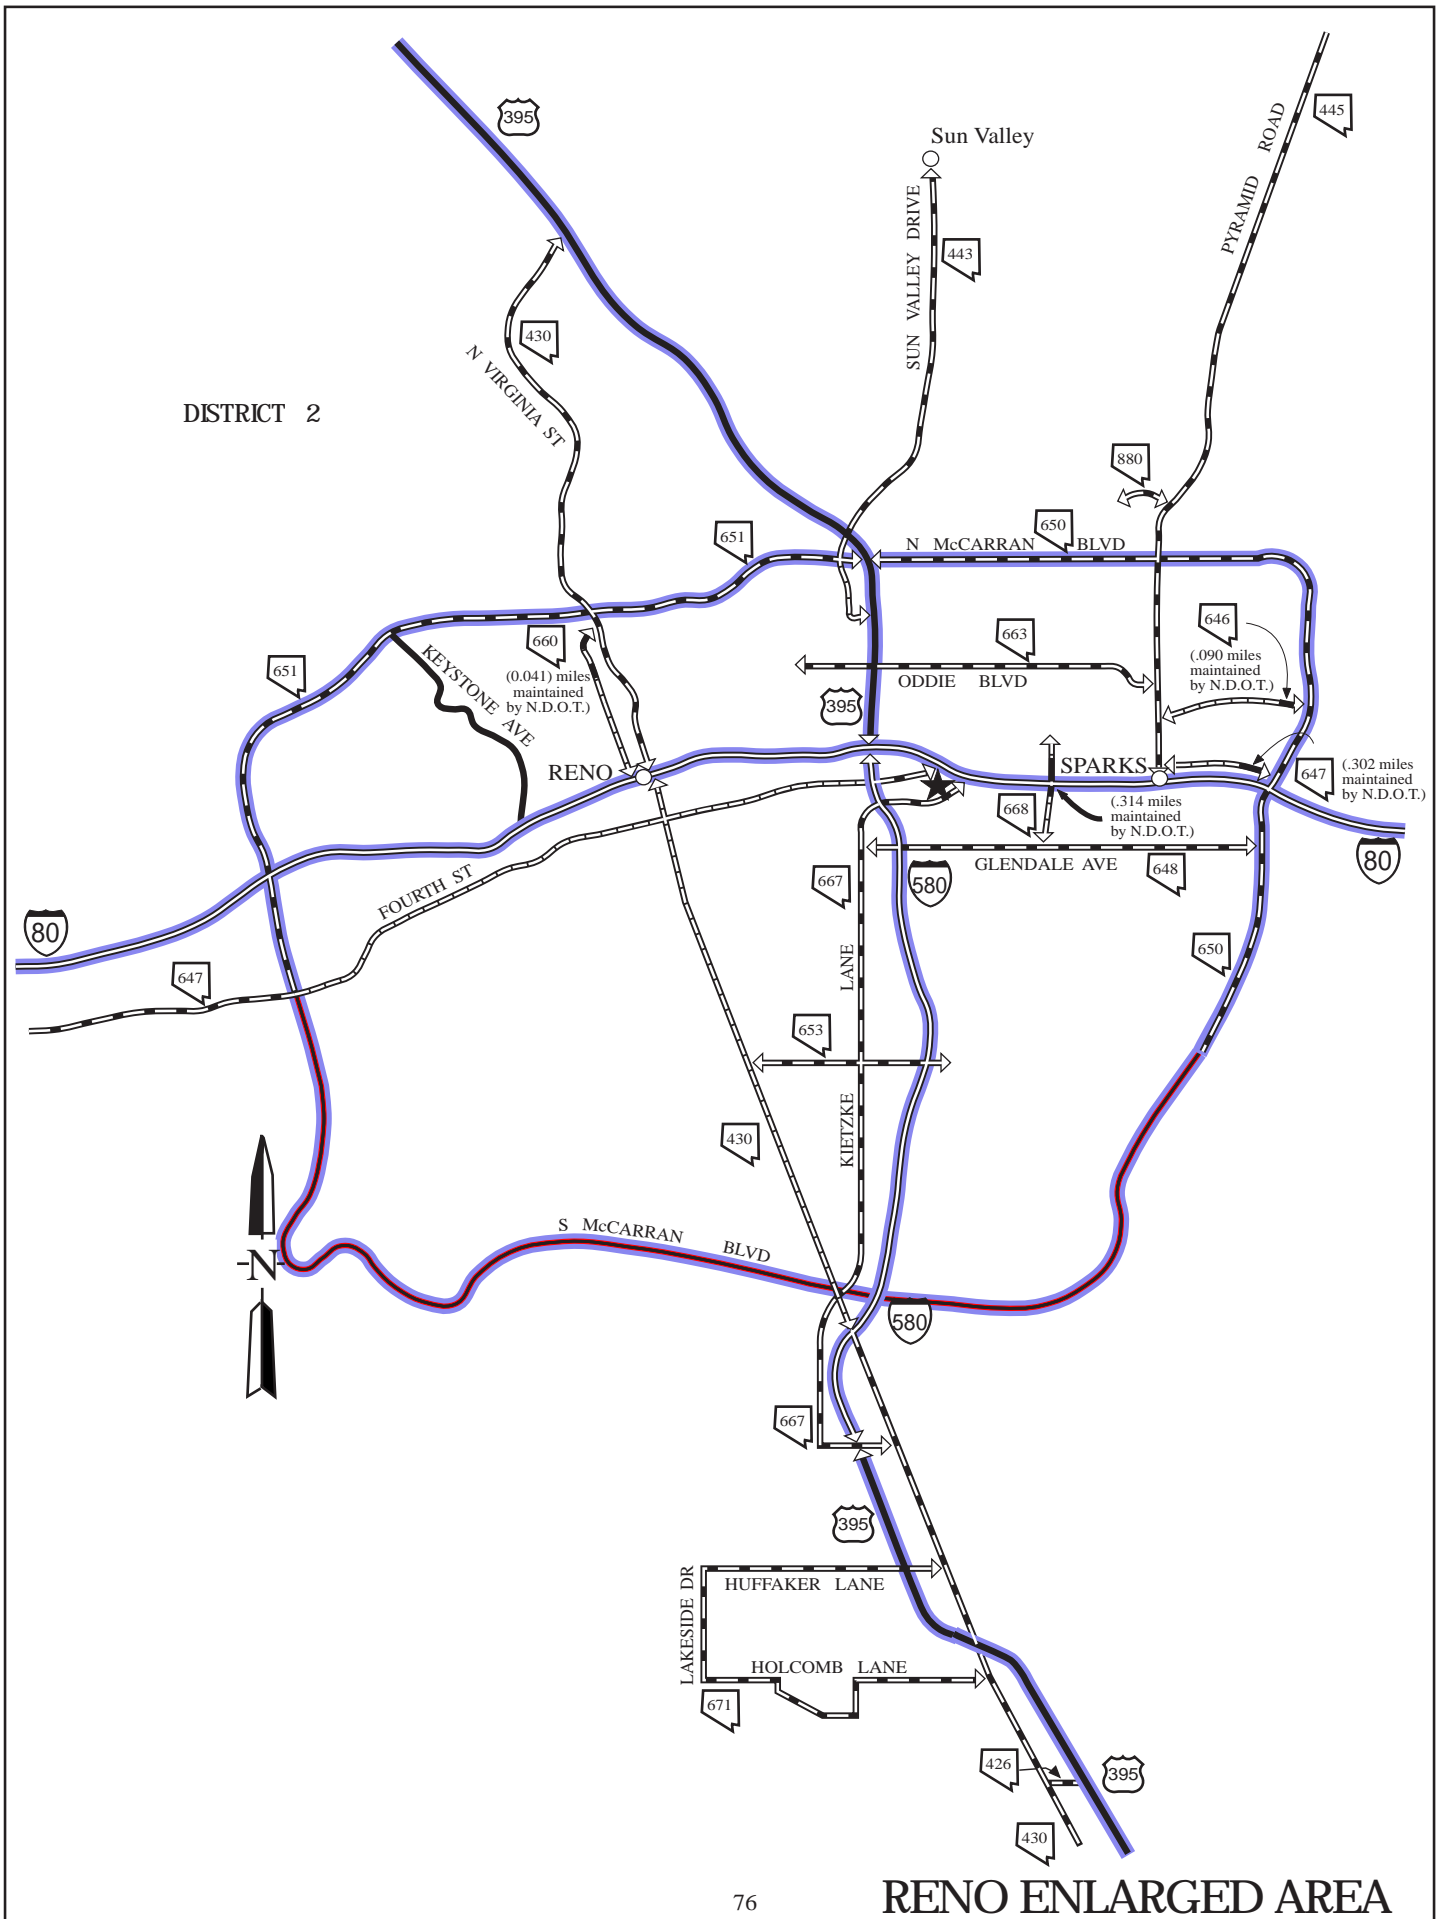 395
Sun Valley
445
PYRAMID ROAD
SUN VALLEY DRIVE
443
430
N VIRGINIA ST
DISTRICT 2
880
651
650
N McCARRAN BLVD
646
(.090 miles
maintained
by N.D.O.T.)
660
(0.041) miles
maintained
by N.D.O.T.)
663
ODDIE BLVD
651
KEYSTONE AVE
395
RENO
SPARKS
647
(.302 miles
maintained
by N.D.O.T.)
668
(.314 miles
maintained
by N.D.O.T.)
GLENDALE AVE
648
80
667
580
FOURTH ST
80
647
650
LANE
653
KIETZKE
430
-N-
S McCARRAN BLVD
580
667
395
LAKESIDE DR
HUFFAKER LANE
HOLCOMB LANE
671
426
395
430
76
RENO ENLARGED AREA